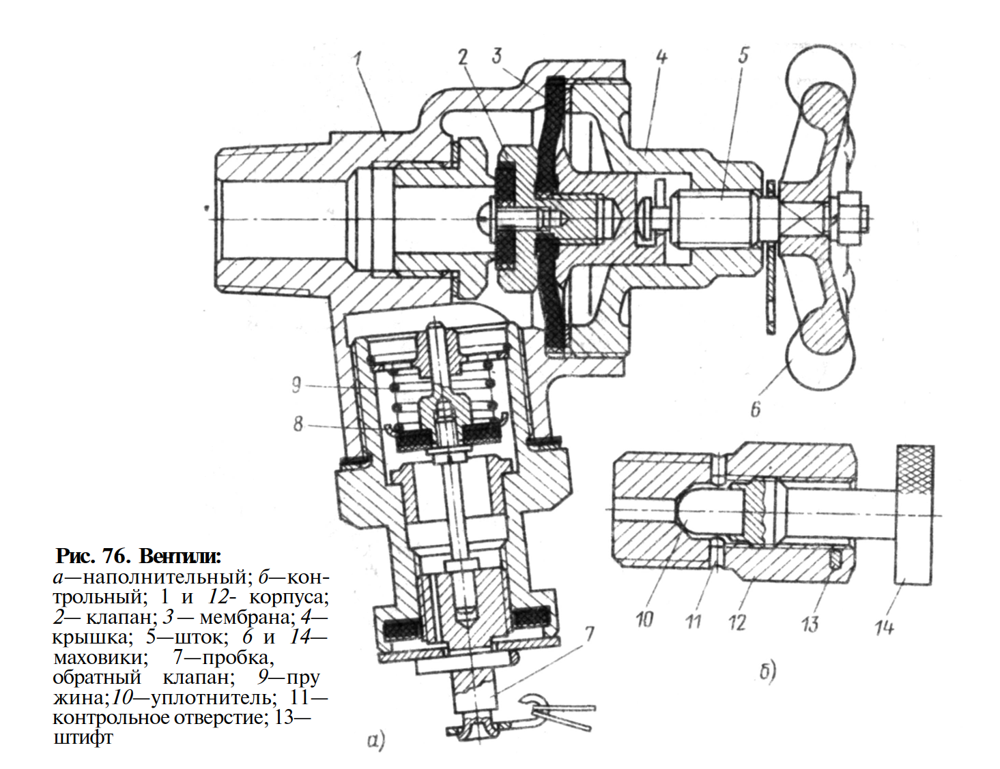 1 2 3 4 5
9
8
6
10 11 12 13 14
7
б)
а)
Рис. 76. Вентили:
а—наполнительный; б—кон-
трольный; 1 и 12- корпуса;
2— клапан; 3 — мембрана; 4—
крышка; 5—шток; 6 и 14—
маховики; 7—пробка,
обратный клапан; 9—пру
жина;10—уплотнитель; 11—
контрольное отверстие; 13—
штифт